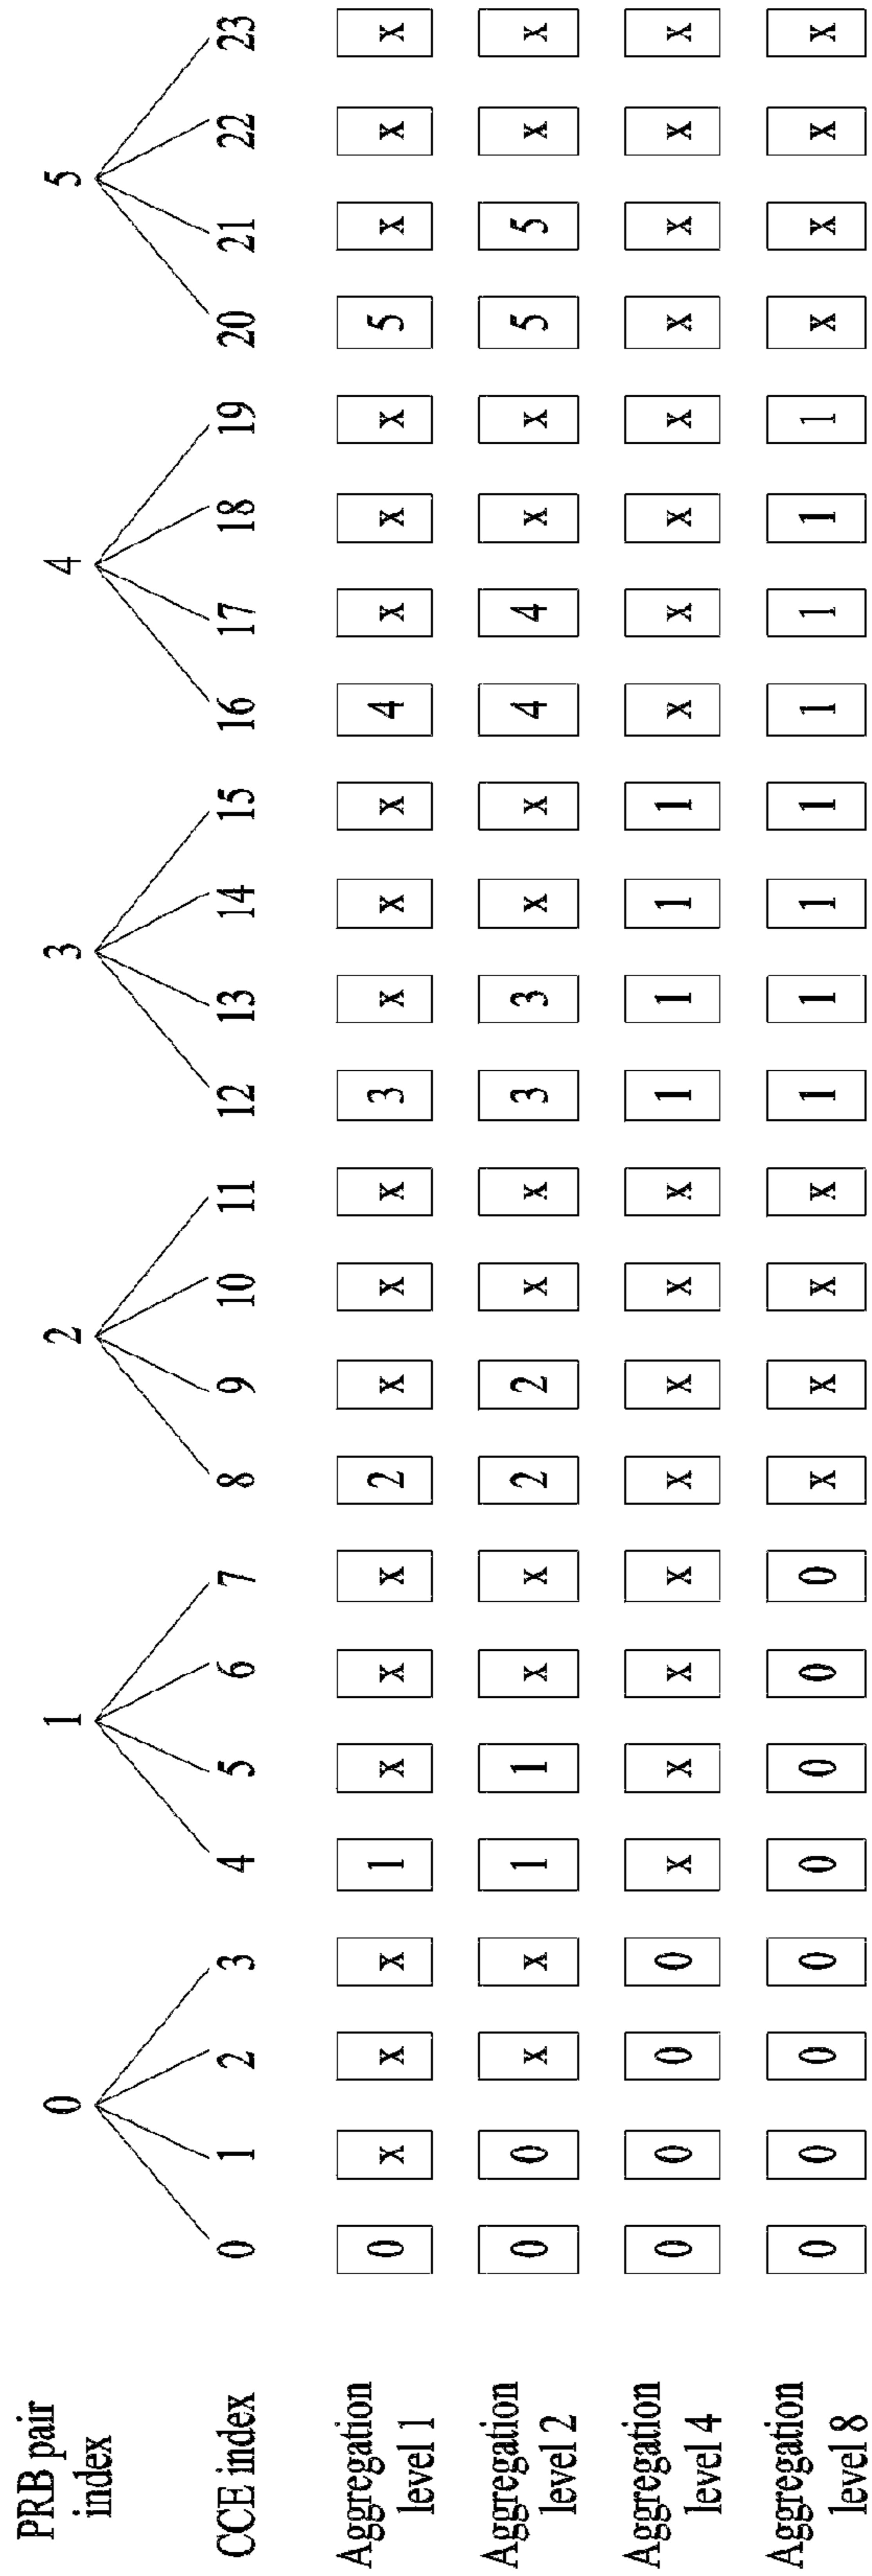 PRB pair index 0 1 2 3 4 5
CCE index 0 1 2 3 4 5 6 7 8 9 10 11 12 13 14 15 16 17 18 19 20 21 22 23
Aggregation level 1 0 x x x 1 x x x 2 x x x 3 x x x 4 x x x 5 x x x
Aggregation level 2 0 0 x x 1 1 x x 2 2 x x 3 3 x x 4 4 x x 5 5 x x
Aggregation level 4 0 0 0 0 x x x x x x x x 1 1 1 1 x x x x x x x x
Aggregation level 8 0 0 0 0 0 0 0 0 x x x x 1 1 1 1 1 1 1 1 x x x x